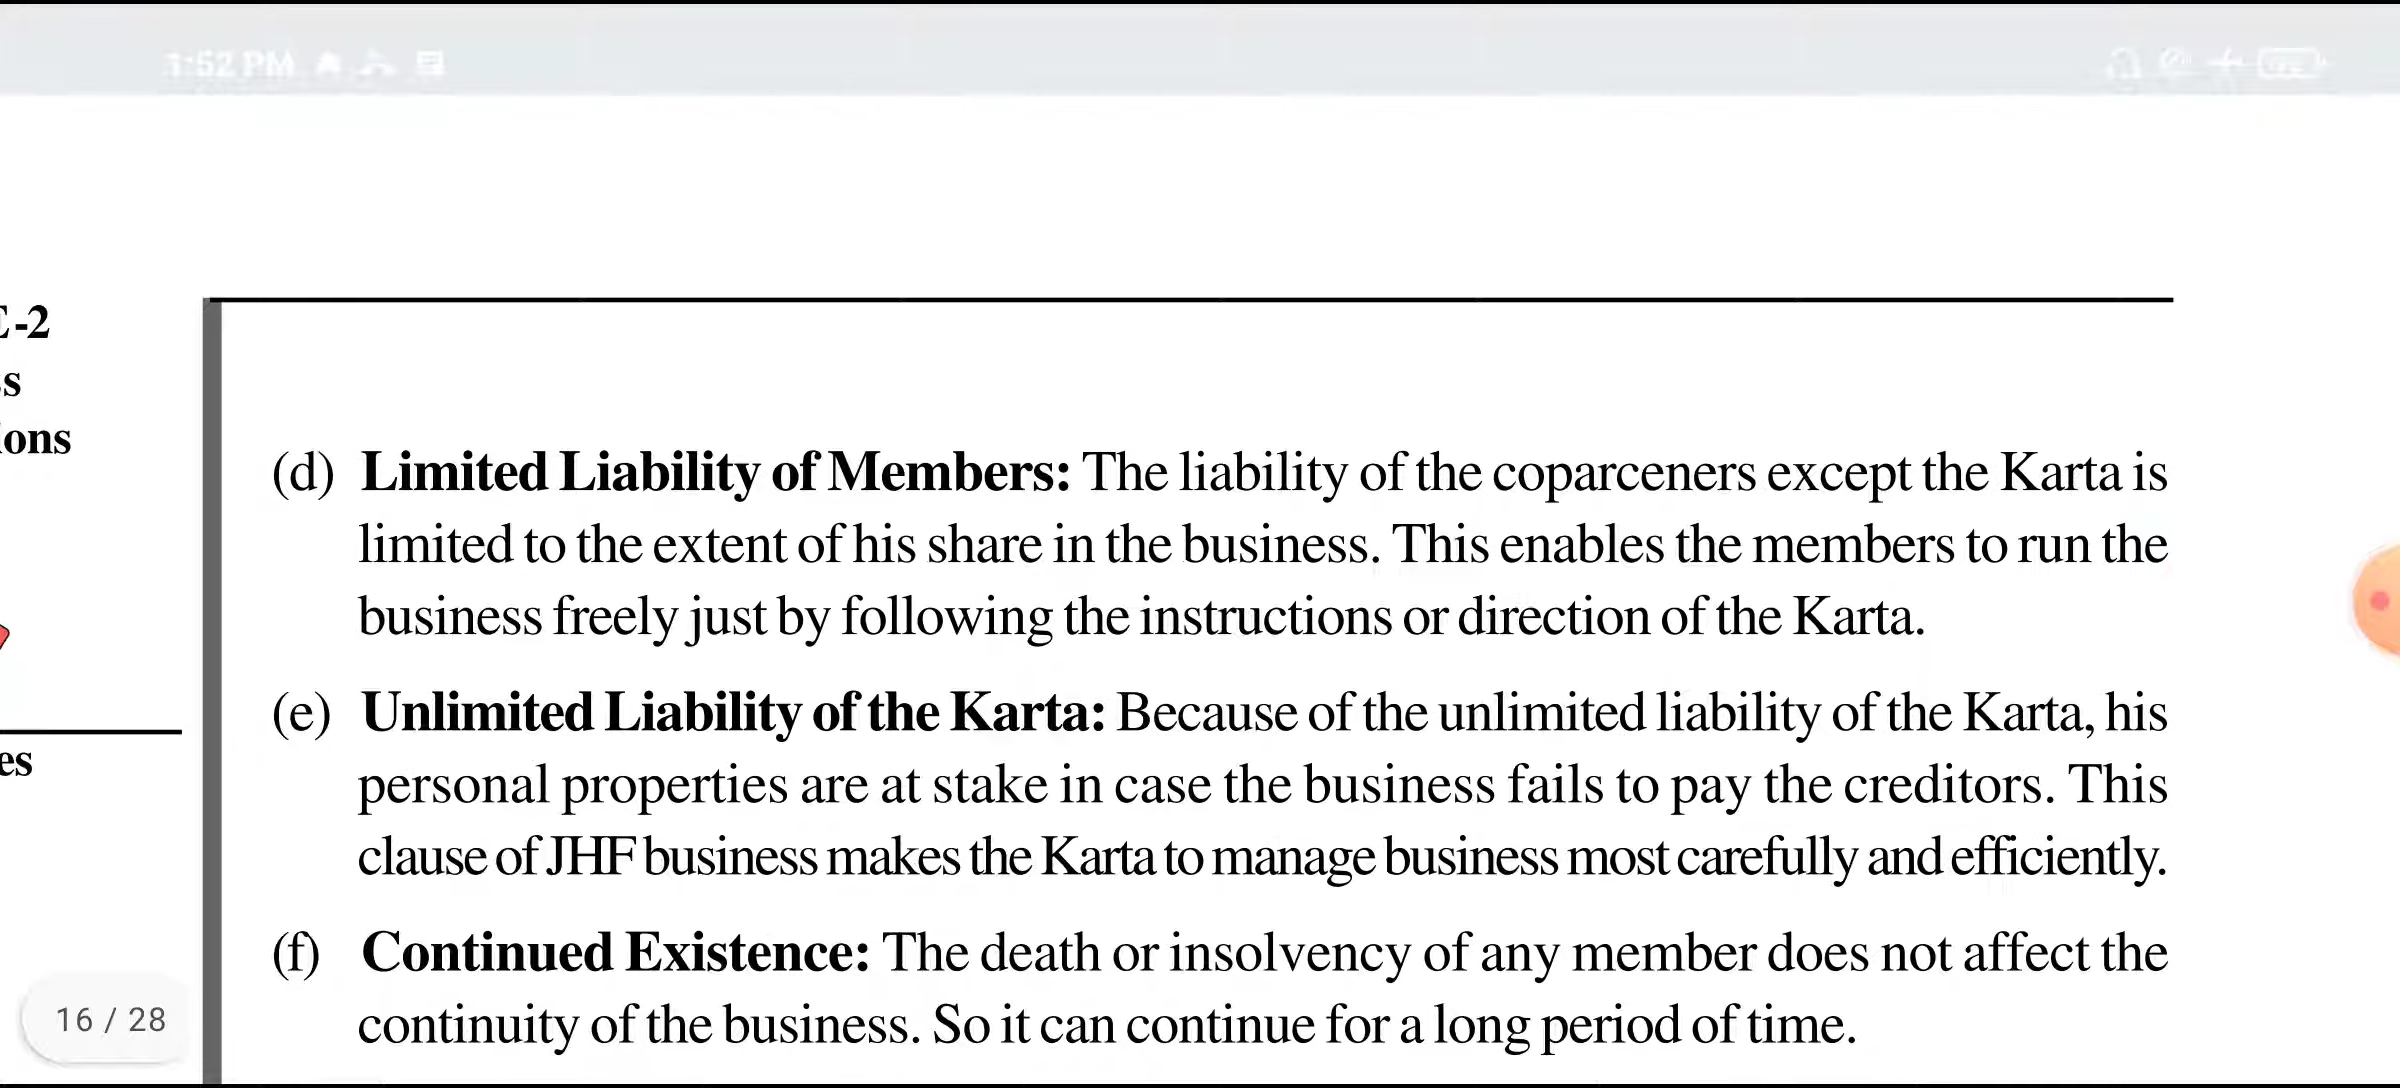 1:52 PM
-2
s
ions
es
(d) Limited Liability of Members: The liability of the coparceners except the Karta is
limited to the extent of his share in the business. This enables the members to run the
business freely just by following the instructions or direction of the Karta.
(e) Unlimited Liability of the Karta: Because of the unlimited liability of the Karta, his
personal properties are at stake in case the business fails to pay the creditors. This
clause of JHF business makes the Karta to manage business most carefully and efficiently.
(f) Continued Existence: The death or insolvency of any member does not affect the
continuity of the business. So it can continue for a long period of time.
16 / 28